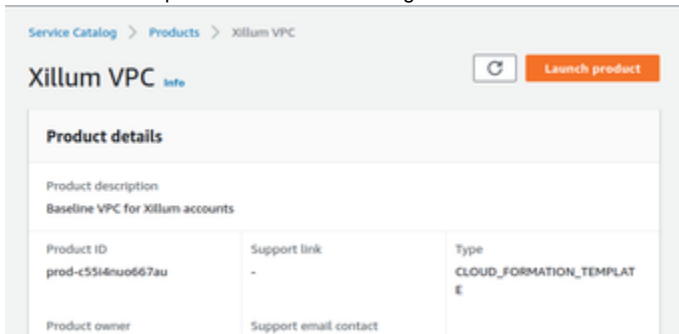 Service Catalog > Products > Xillum VPC
Xillum VPC Info
Launch product
Product details
Product description
Baseline VPC for Xillum accounts
Product ID
Support link
Type
prod-c55i4nuo667au
-
CLOUD_FORMATION_TEMPLAT
E
Product owner
Support email contact